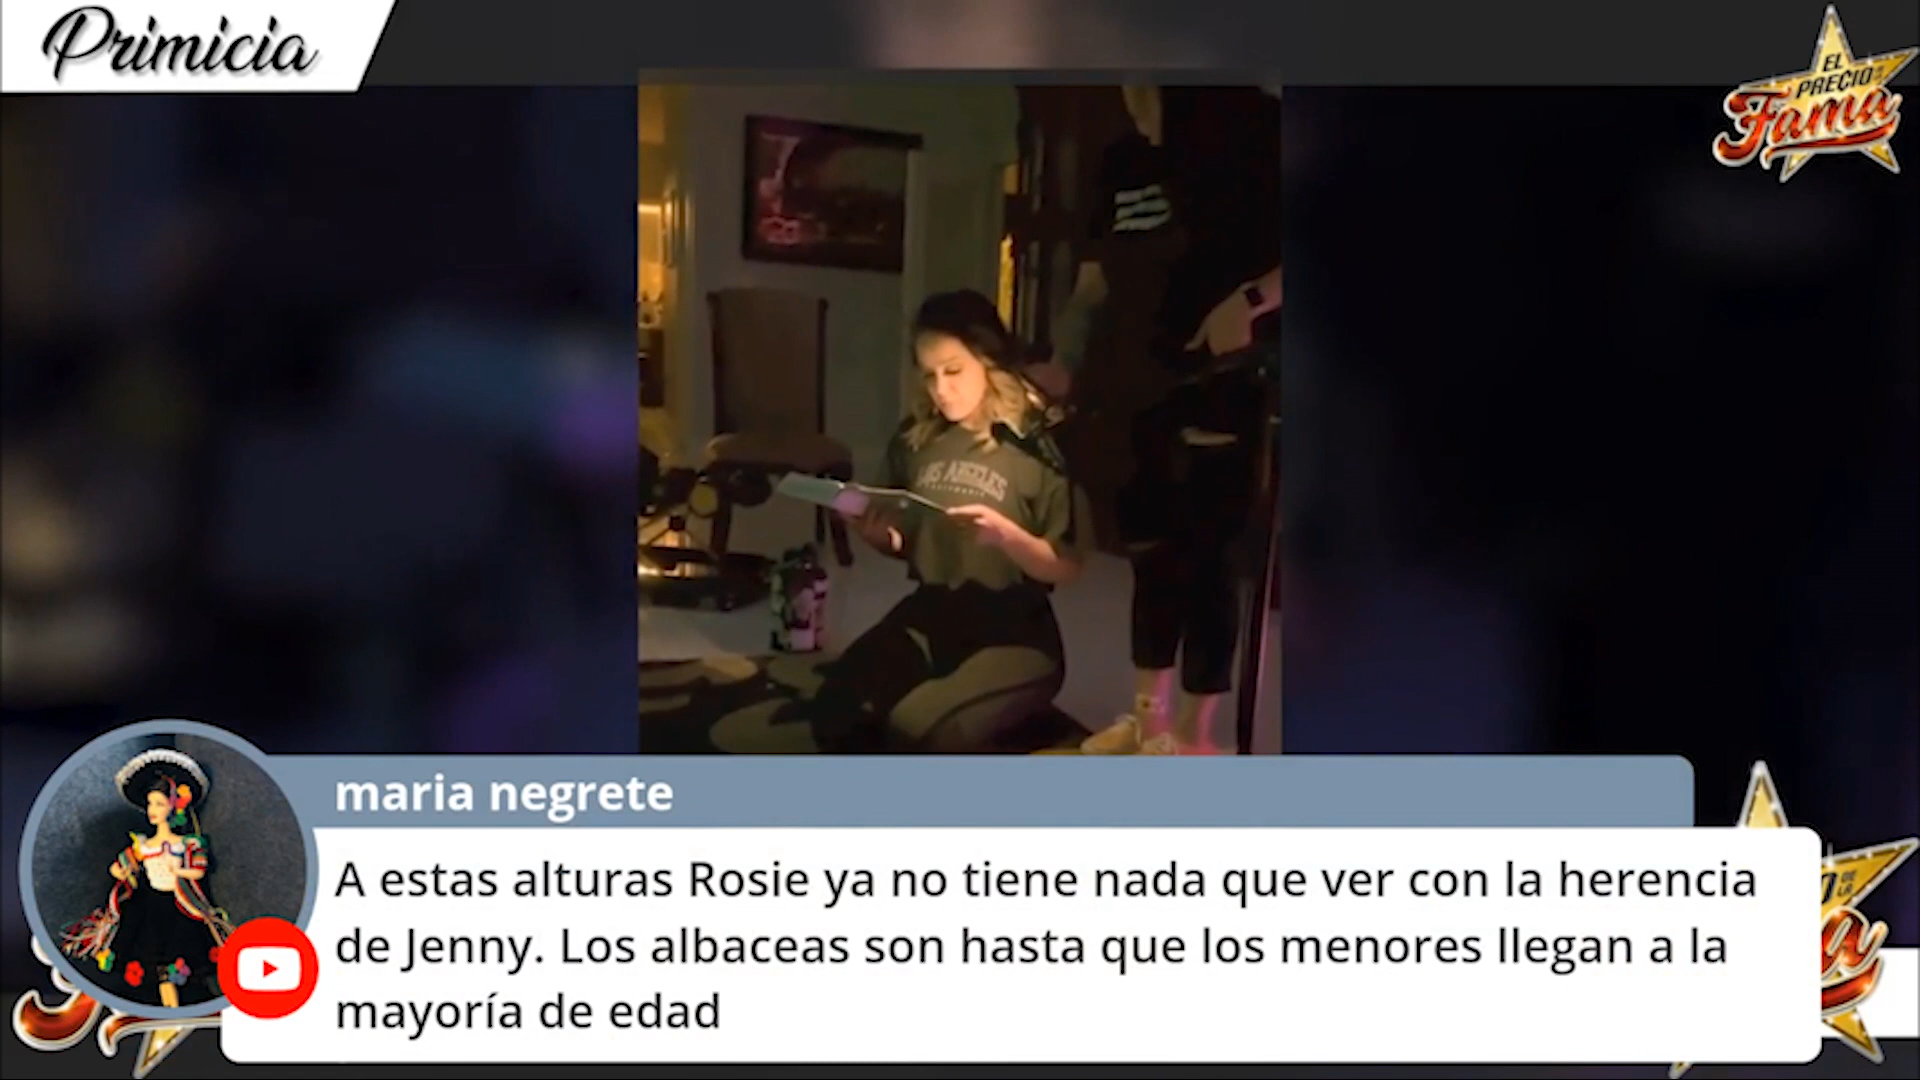 Primicia
EL
PRECIO DE LA
Fama
LOS ANGELES
maria negrete
A estas alturas Rosie ya no tiene nada que ver con la herencia
de Jenny. Los albaceas son hasta que los menores llegan a la
mayoría de edad